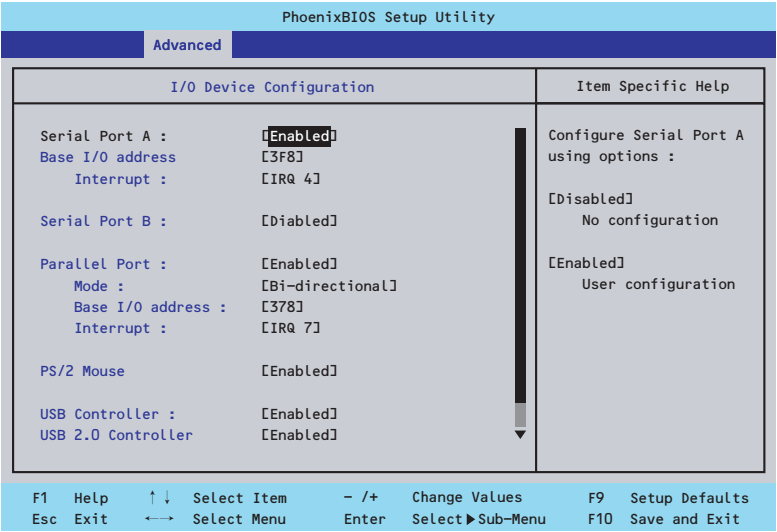 PhoenixBIOS Setup Utility
Advanced
I/O Device Configuration
Serial Port A : [Enabled]
Base I/O address [3F8]
Interrupt : [IRQ 4]
Serial Port B : [Diabled]
Parallel Port : [Enabled]
Mode : [Bi-directional]
Base I/O address : [378]
Interrupt : [IRQ 7]
PS/2 Mouse [Enabled]
USB Controller : [Enabled]
USB 2.0 Controller [Enabled]
Item Specific Help
Configure Serial Port A
using options :
[Disabled]
No configuration
[Enabled]
User configuration
F1 Help ↑↓ Select Item - /+ Change Values F9 Setup Defaults
Esc Exit ←→ Select Menu Enter Select ▶ Sub-Menu F10 Save and Exit